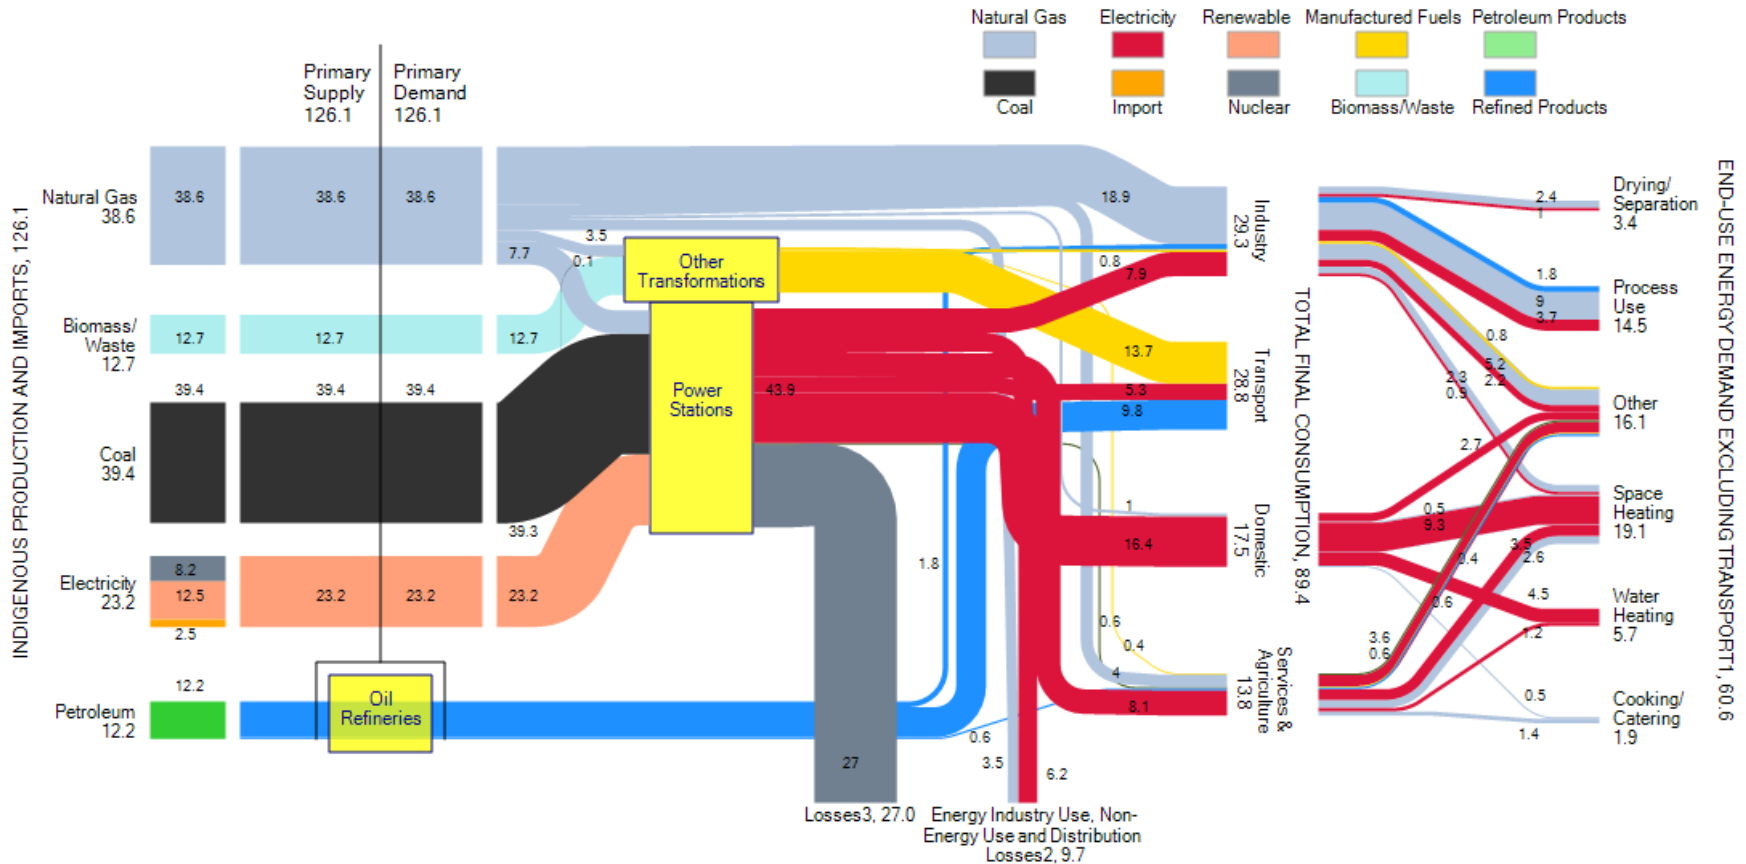 Natural Gas
Electricity
Renewable
Manufactured Fuels
Petroleum Products
Coal
Import
Nuclear
Biomass/Waste
Refined Products
Primary
Supply
126.1
Primary
Demand
126.1
INDIGENOUS PRODUCTION AND IMPORTS, 126.1
Natural Gas
38.6
38.6
38.6
38.6
Biomass/
Waste
12.7
12.7
12.7
12.7
Coal
39.4
39.4
39.4
39.4
39.3
Electricity
23.2
8.2
12.5
2.5
23.2
23.2
23.2
Petroleum
12.2
12.2
Oil
Refineries
7.7
3.5
0.1
Other
Transformations
Power
Stations
43.9
27
Losses3, 27.0
1.8
0.6
3.5
6.2
Energy Industry Use, Non-
Energy Use and Distribution
Losses2, 9.7
18.9
0.8
7.9
13.7
5.3
9.8
1
16.4
0.6
0.4
4
8.1
Industry
29.3
Transport
28.8
Domestic
17.5
Services &
Agriculture
13.8
TOTAL FINAL CONSUMPTION, 89.4
2.4
1
1.8
9
3.7
0.8
5.2
2.2
2.3
0.9
2.7
0.5
9.3
3.5
2.6
0.4
0.6
4.5
1.2
3.6
0.6
0.5
1.4
Drying/
Separation
3.4
Process
Use
14.5
Other
16.1
Space
Heating
19.1
Water
Heating
5.7
Cooking/
Catering
1.9
END-USE ENERGY DEMAND EXCLUDING TRANSPORT1, 60.6